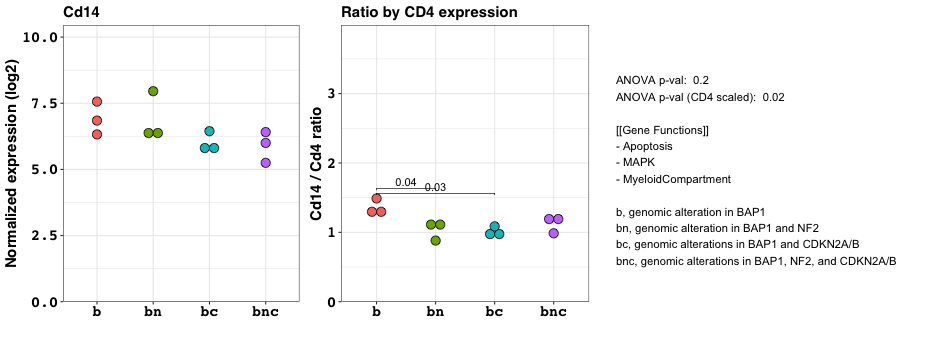 Cd14
Normalized expression (log2)
10.0
7.5
5.0
2.5
0.0
b bn bc bnc
Ratio by CD4 expression
Cd14 / Cd4 ratio
3
2
1
0
0.04
0.03
b bn bc bnc
ANOVA p-val: 0.2
ANOVA p-val (CD4 scaled): 0.02
[[Gene Functions]]
- Apoptosis
- MAPK
- MyeloidCompartment
b, genomic alteration in BAP1
bn, genomic alteration in BAP1 and NF2
bc, genomic alterations in BAP1 and CDKN2A/B
bnc, genomic alterations in BAP1, NF2, and CDKN2A/B